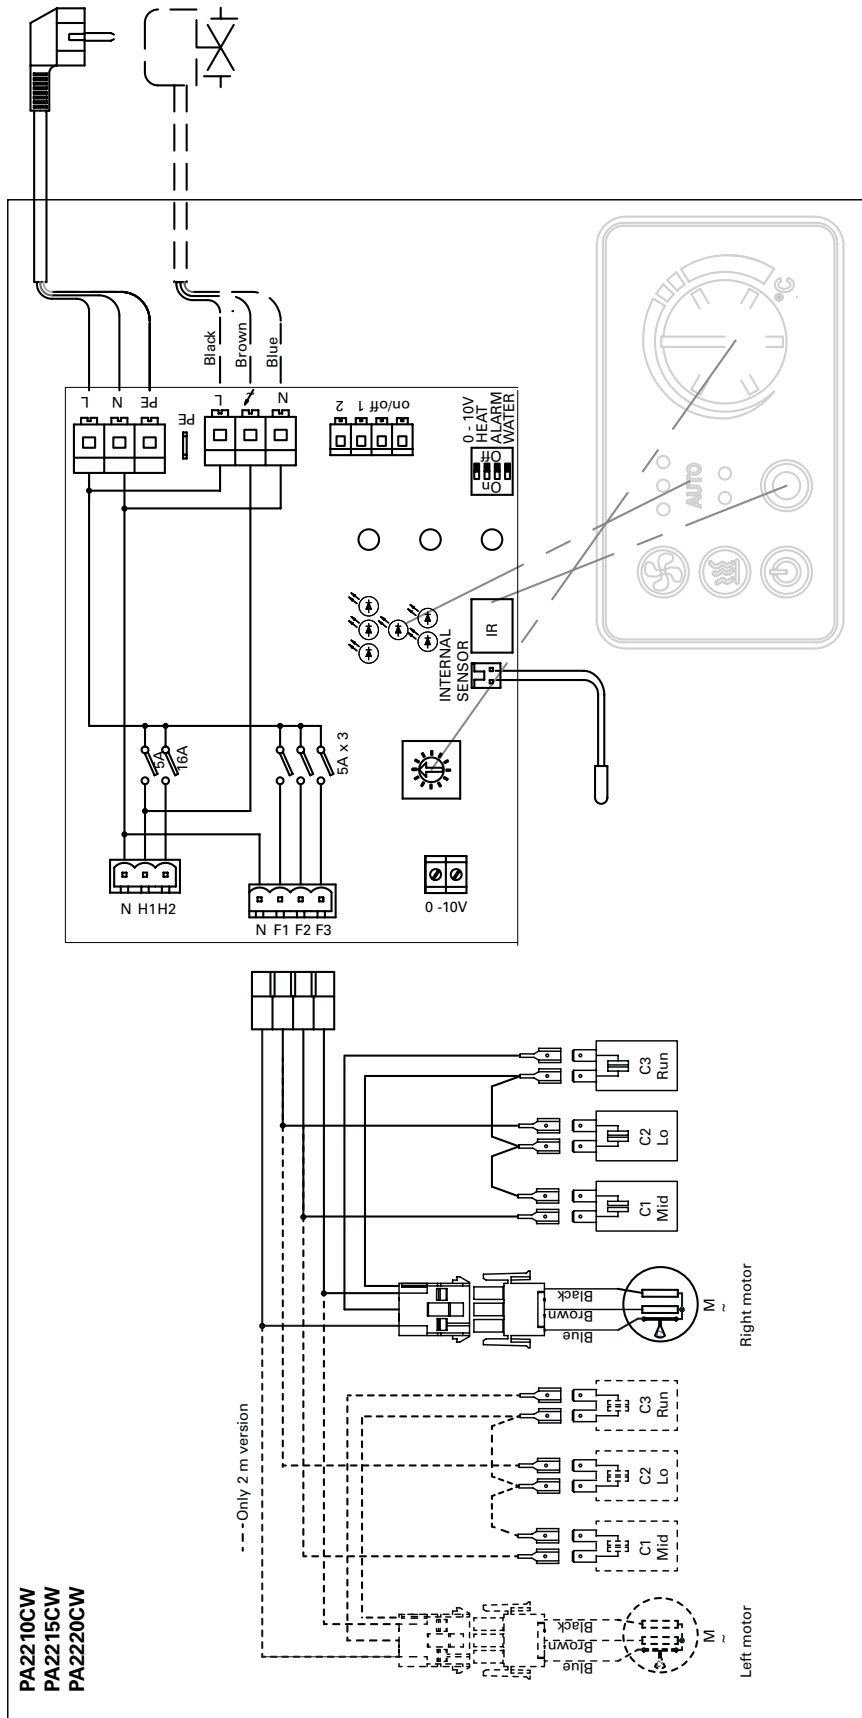 L
N
PE
PE
Black
Brown
Blue
L
N
2
1
on/off
0 - 10V
HEAT
ALARM
WATER
Off
On
°C
AUTO
IR
INTERNAL
SENSOR
5A
16A
5A x 3
N H1 H2
N F1 F2 F3
0 -10V
C3
Run
C2
Lo
C1
Mid
Black
Brown
Blue
M
~
Right motor
---Only 2 m version
C3
Run
C2
Lo
C1
Mid
Black
Brown
Blue
M
~
Left motor
PA2210CW
PA2215CW
PA2220CW